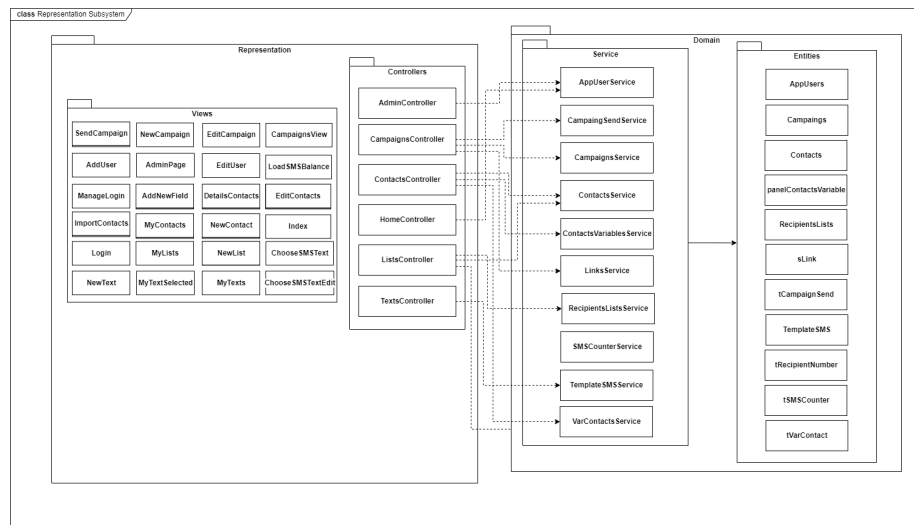 class Representation Subsystem
Representation
Views
SendCampaign
NewCampaign
EditCampaign
CampaignsView
AddUser
AdminPage
EditUser
LoadSMSBalance
ManageLogin
AddNewField
DetailsContacts
EditContacts
ImportContacts
MyContacts
NewContact
Index
Login
MyLists
NewList
ChooseSMSText
NewText
MyTextSelected
MyTexts
ChooseSMSTextEdit
Controllers
AdminController
CampaignsController
ContactsController
HomeController
ListsController
TextsController
Domain
Service
AppUserService
CampaingSendService
CampaignsService
ContactsService
ContactsVariablesService
LinksService
RecipientsListsService
SMSCounterService
TemplateSMSService
VarContactsService
Entities
AppUsers
Campaings
Contacts
panelContactsVariable
RecipientsLists
sLink
tCampaignSend
TemplateSMS
tRecipientNumber
tSMSCounter
tVarContact